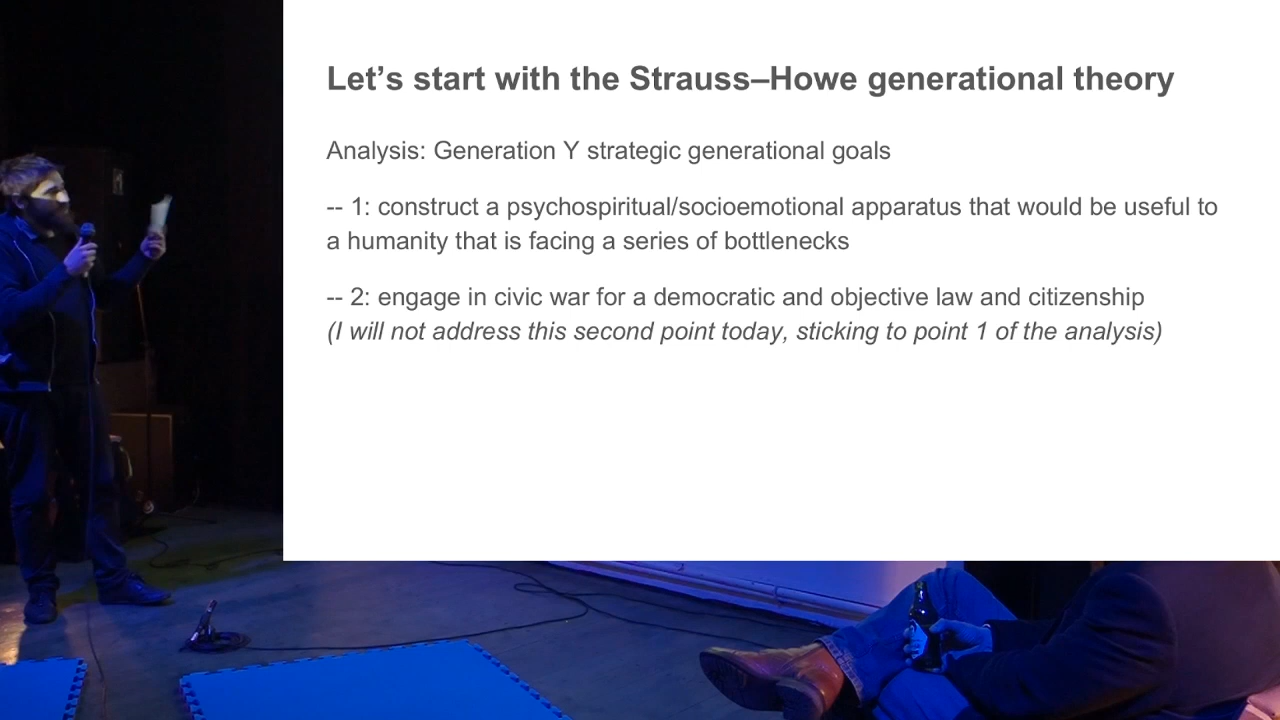 Let’s start with the Strauss–Howe generational theory
Analysis: Generation Y strategic generational goals
-- 1: construct a psychospiritual/socioemotional apparatus that would be useful to
a humanity that is facing a series of bottlenecks
-- 2: engage in civic war for a democratic and objective law and citizenship
(I will not address this second point today, sticking to point 1 of the analysis)